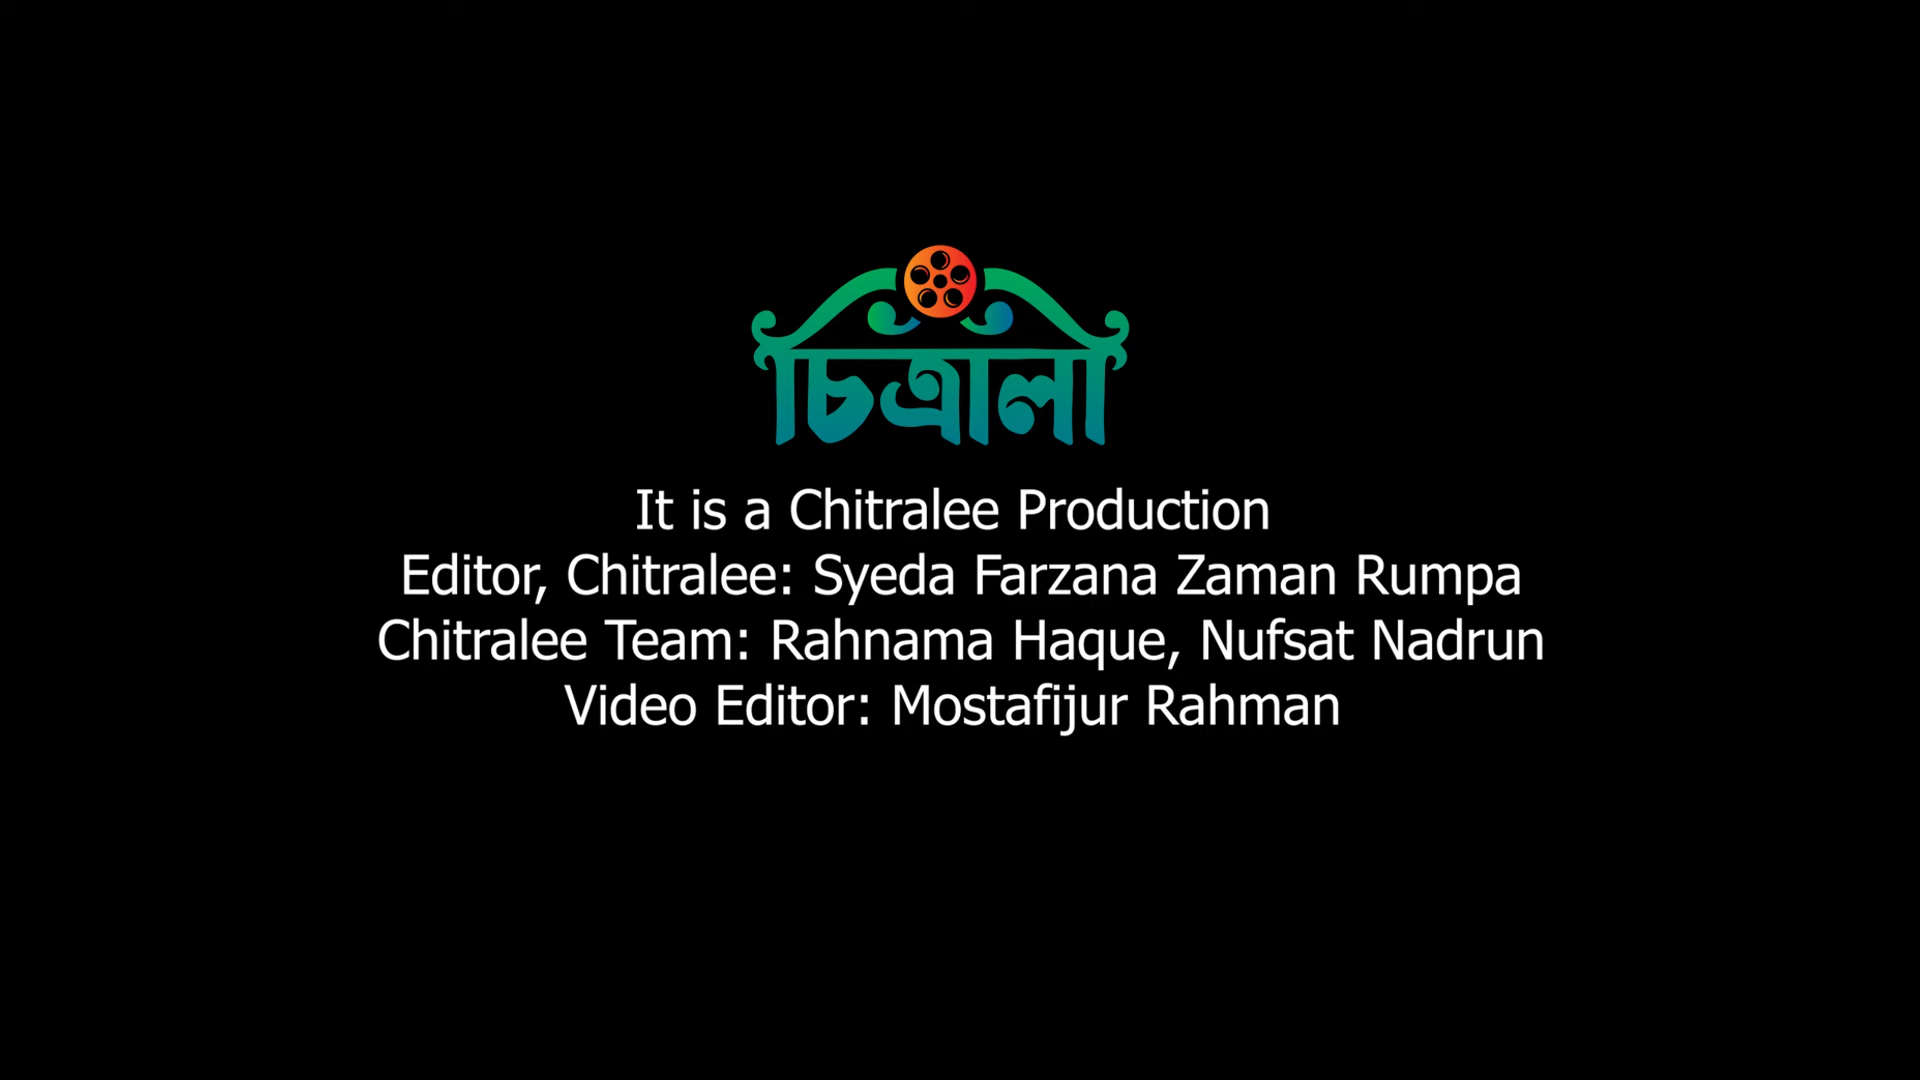 চিত্রালী
It is a Chitralee Production
Editor, Chitralee: Syeda Farzana Zaman Rumpa
Chitralee Team: Rahnama Haque, Nufsat Nadrun
Video Editor: Mostafijur Rahman